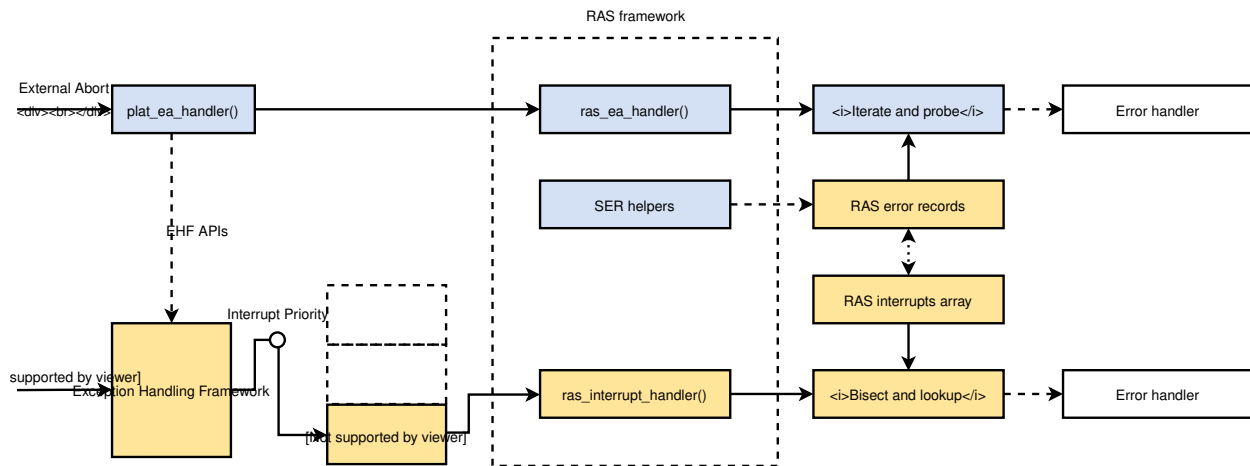 RAS framework
External Abort
<div><br></div>
plat_ea_handler()
ras_ea_handler()
<i>Iterate and probe</i>
Error handler
SER helpers
RAS error records
EHF APIs
RAS interrupts array
Interrupt Priority
supported by viewer]
Exception Handling Framework
[Not supported by viewer]
ras_interrupt_handler()
<i>Bisect and lookup</i>
Error handler